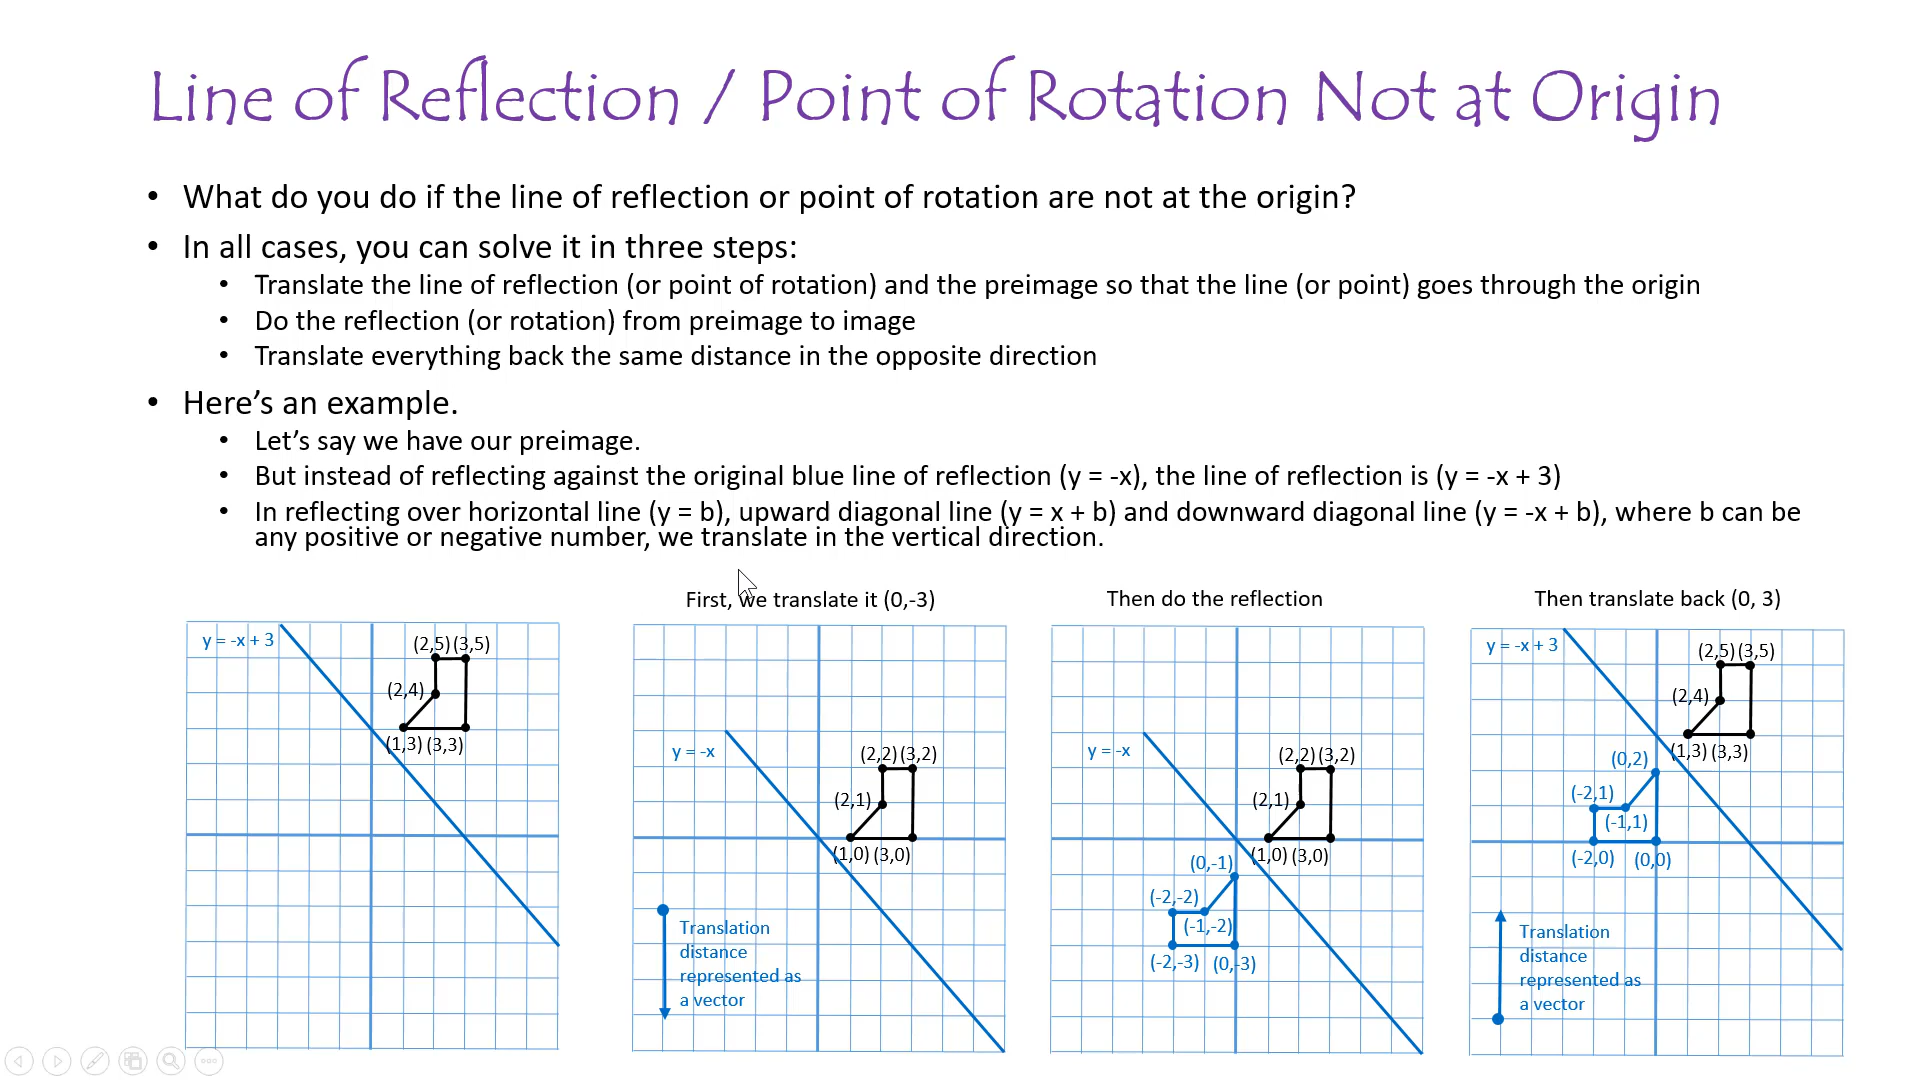 Line of Reflection / Point of Rotation Not at Origin
• What do you do if the line of reflection or point of rotation are not at the origin?
• In all cases, you can solve it in three steps:
• Translate the line of reflection (or point of rotation) and the preimage so that the line (or point) goes through the origin
• Do the reflection (or rotation) from preimage to image
• Translate everything back the same distance in the opposite direction
• Here’s an example.
• Let’s say we have our preimage.
• But instead of reflecting against the original blue line of reflection (y = -x), the line of reflection is (y = -x + 3)
• In reflecting over horizontal line (y = b), upward diagonal line (y = x + b) and downward diagonal line (y = -x + b), where b can be
any positive or negative number, we translate in the vertical direction.
y = -x + 3
(2,5) (3,5)
(2,4)
(1,3) (3,3)
First, we translate it (0,-3)
y = -x
(2,2) (3,2)
(2,1)
(1,0) (3,0)
Translation
distance
represented as
a vector
Then do the reflection
y = -x
(2,2) (3,2)
(2,1)
(1,0) (3,0)
(0,-1)
(-2,-2)
(-1,-2)
(-2,-3) (0,-3)
Then translate back (0, 3)
y = -x + 3
(2,5) (3,5)
(2,4)
(1,3) (3,3)
(0,2)
(-2,1)
(-1,1)
(-2,0) (0,0)
Translation
distance
represented as
a vector